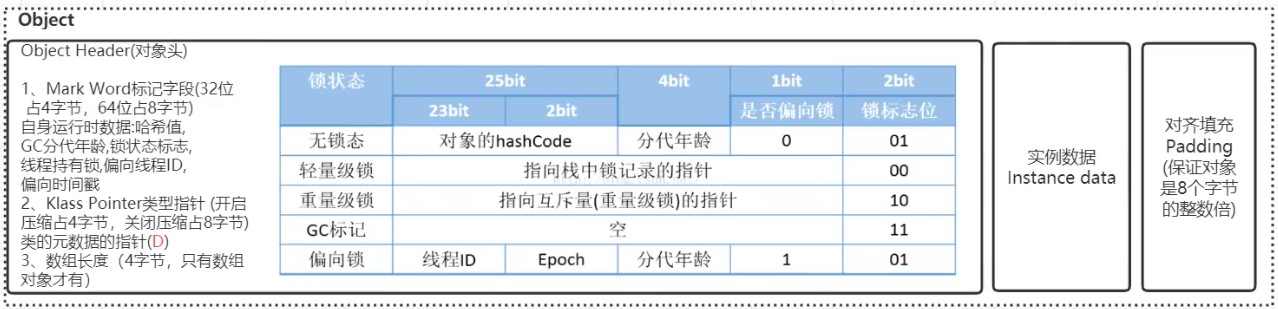 Object
Object Header(对象头)
1、Mark Word标记字段(32位
占4字节，64位占8字节)
自身运行时数据:哈希值,
GC分代年龄,锁状态标志,
线程持有锁,偏向线程ID,
偏向时间戳
2、Klass Pointer类型指针 (开启
压缩占4字节，关闭压缩占8字节)
类的元数据的指针(D)
3、数组长度（4字节，只有数组
对象才有)
锁状态 25bit 4bit 1bit 2bit
23bit 2bit 是否偏向锁 锁标志位
无锁态 对象的hashCode 分代年龄 0 01
轻量级锁 指向栈中锁记录的指针 00
重量级锁 指向互斥量(重量级锁)的指针 10
GC标记 空 11
偏向锁 线程ID Epoch 分代年龄 1 01
实例数据
Instance data
对齐填充
Padding
(保证对象
是8个字节
的整数倍)